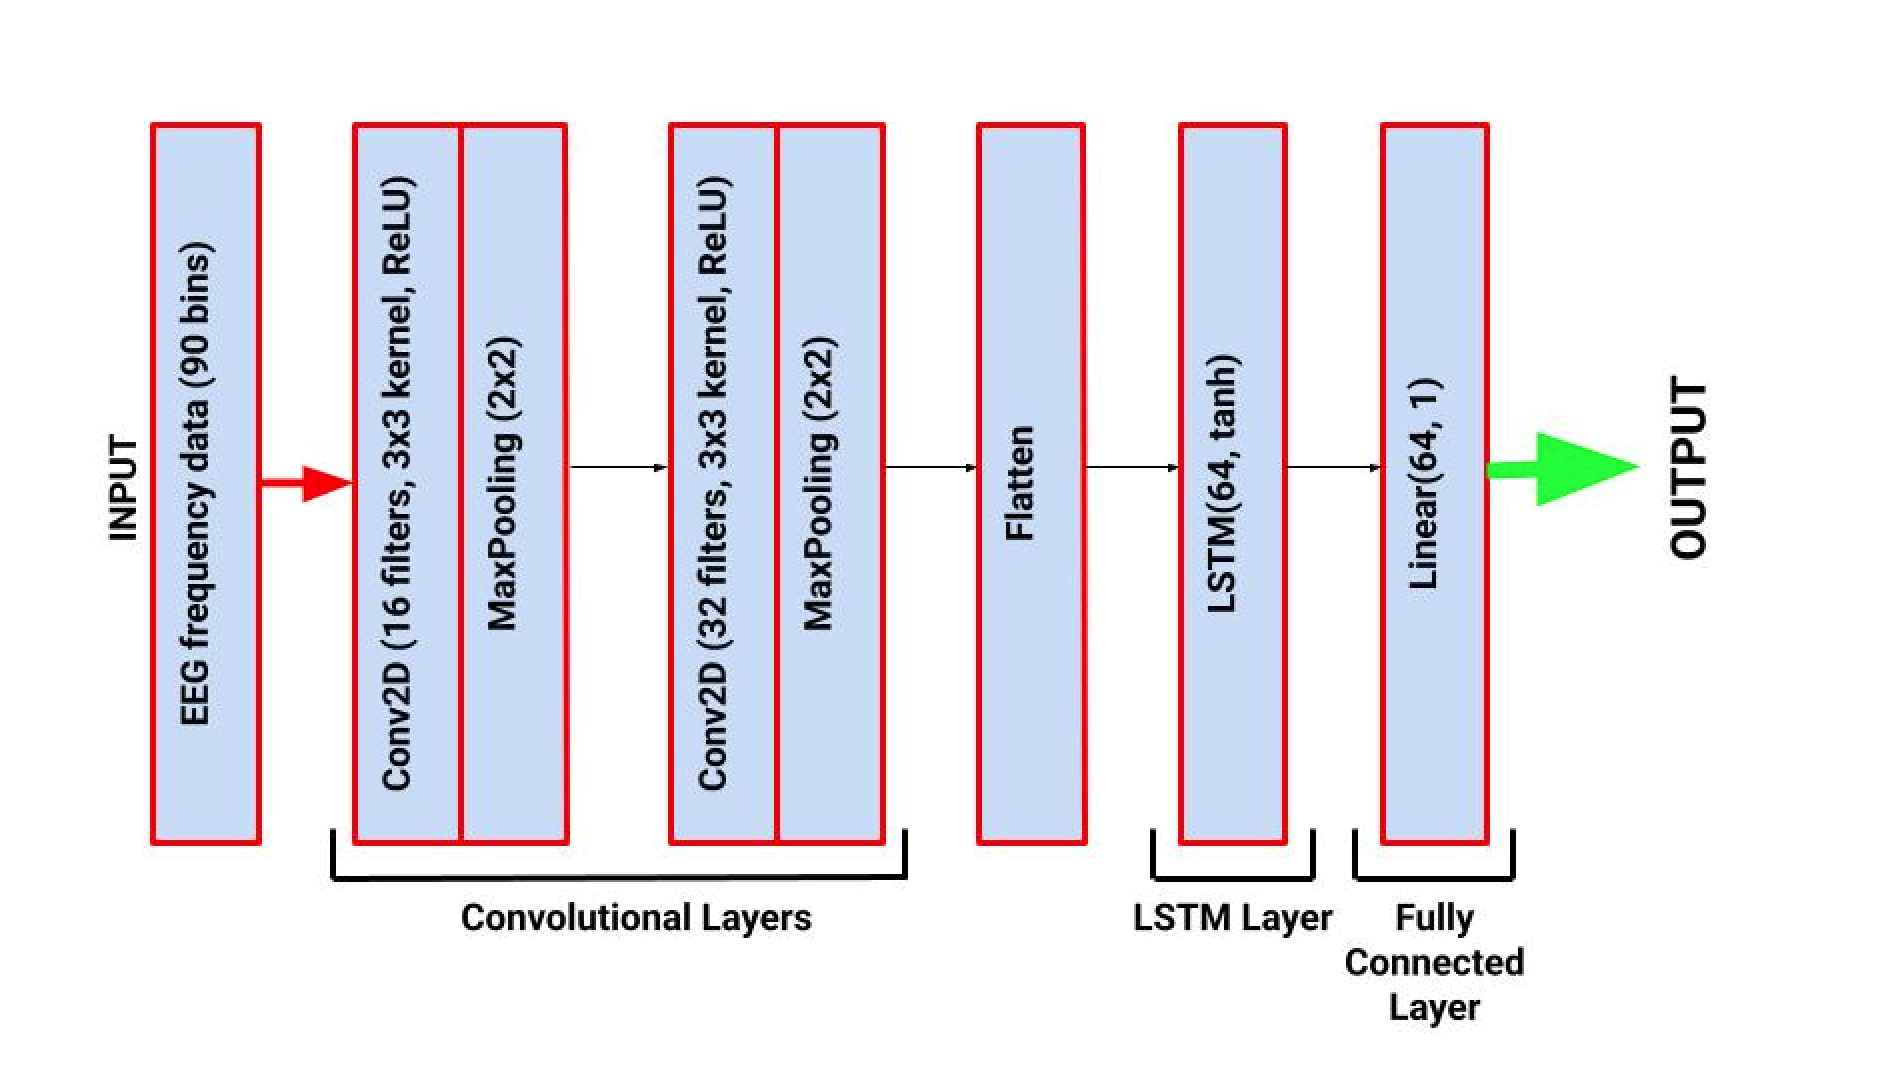 INPUT
EEG frequency data (90 bins)
Conv2D (16 filters, 3x3 kernel, ReLU)
MaxPooling (2x2)
Conv2D (32 filters, 3x3 kernel, ReLU)
MaxPooling (2x2)
Flatten
LSTM(64, tanh)
Linear(64, 1)
OUTPUT
Convolutional Layers
LSTM Layer
Fully
Connected
Layer